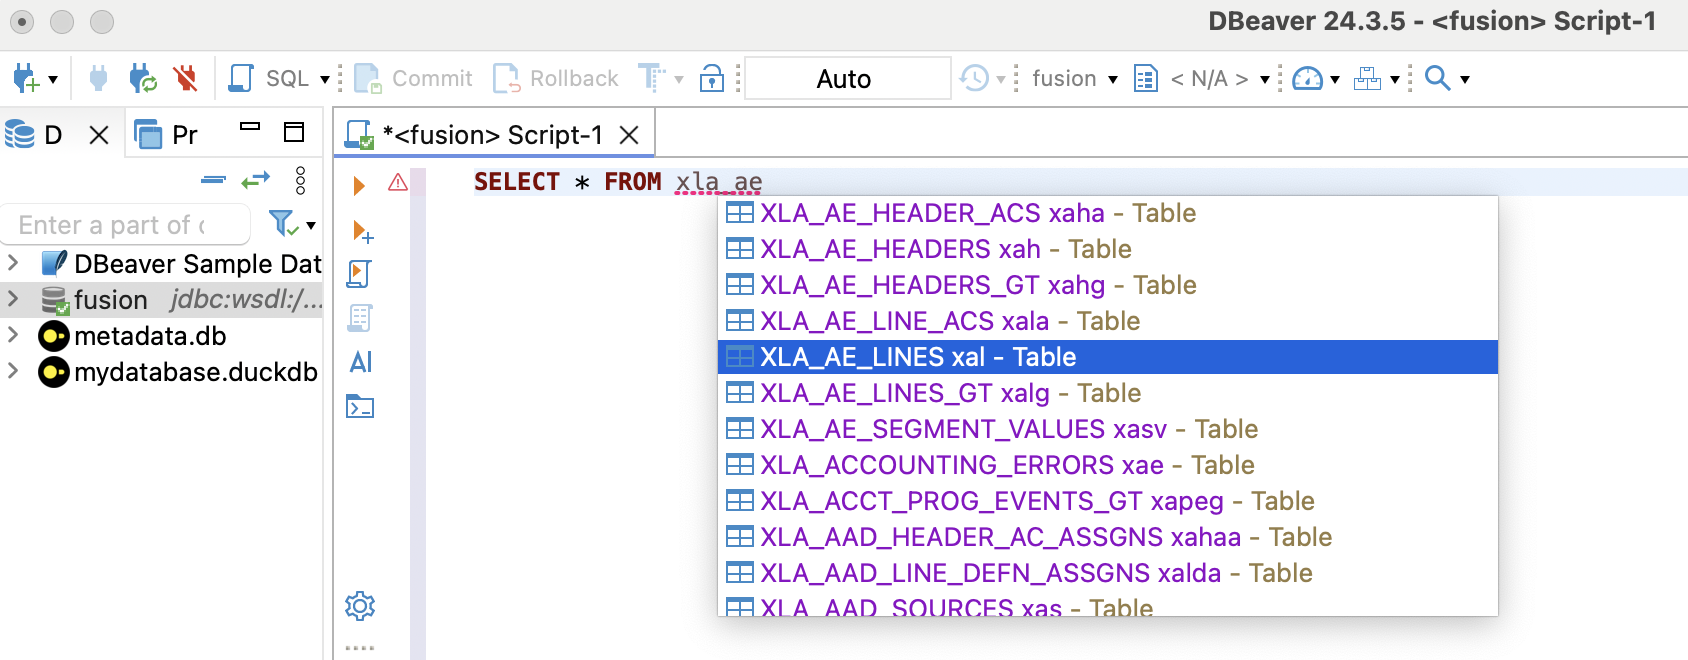 DBeaver 24.3.5 - <fusion> Script-1
SQL Commit Rollback Auto fusion < N/A >
D Pr
*<fusion> Script-1
SELECT * FROM xla_ae
Enter a part of
DBeaver Sample Dat
fusion jdbc:wsdl:/...
metadata.db
mydatabase.duckdb
AI
XLA_AE_HEADER_ACS xaha - Table
XLA_AE_HEADERS xah - Table
XLA_AE_HEADERS_GT xahg - Table
XLA_AE_LINE_ACS xala - Table
XLA_AE_LINES xal - Table
XLA_AE_LINES_GT xalg - Table
XLA_AE_SEGMENT_VALUES xasv - Table
XLA_ACCOUNTING_ERRORS xae - Table
XLA_ACCT_PROG_EVENTS_GT xapeg - Table
XLA_AAD_HEADER_AC_ASSGNS xahaa - Table
XLA_AAD_LINE_DEFN_ASSGNS xalda - Table
XLA_AAD_SOURCES xas - Table